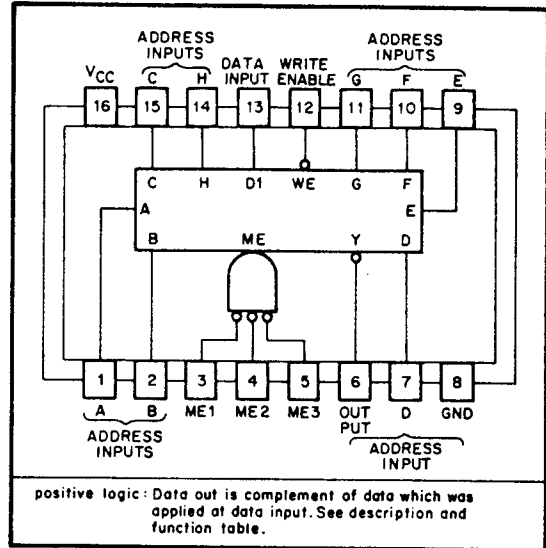 ADDRESS INPUTS
ADDRESS INPUTS
DATA INPUT
WRITE ENABLE
VCC C H G F E
16 15 14 13 12 11 10 9
C H D1 WE G F
A E
B ME Y D
1 2 3 4 5 6 7 8
A B ME1 ME2 ME3 OUT PUT D GND
ADDRESS INPUTS
ADDRESS INPUT
positive logic: Data out is complement of data which was
applied at data input. See description and
function table.